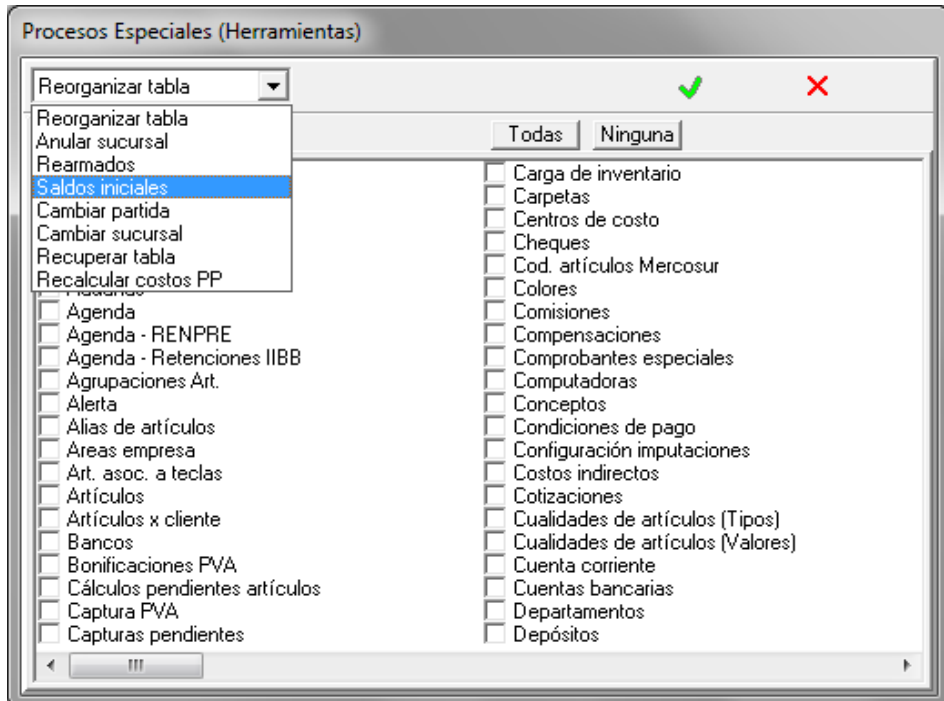 Procesos Especiales (Herramientas)
Reorganizar tabla
Reorganizar tabla
Anular sucursal
Rearmados
Saldos iniciales
Cambiar partida
Cambiar sucursal
Recuperar tabla
Recalcular costos PP
Todas Ninguna
Agenda
Agenda - RENPRE
Agenda - Retenciones IIBB
Agrupaciones Art.
Alerta
Alias de artículos
Areas empresa
Art. asoc. a teclas
Artículos
Artículos x cliente
Bancos
Bonificaciones PVA
Cálculos pendientes artículos
Captura PVA
Capturas pendientes
Carga de inventario
Carpetas
Centros de costo
Cheques
Cod. artículos Mercosur
Colores
Comisiones
Compensaciones
Comprobantes especiales
Computadoras
Conceptos
Condiciones de pago
Configuración imputaciones
Costos indirectos
Cotizaciones
Cualidades de artículos (Tipos)
Cualidades de artículos (Valores)
Cuenta corriente
Cuentas bancarias
Departamentos
Depósitos